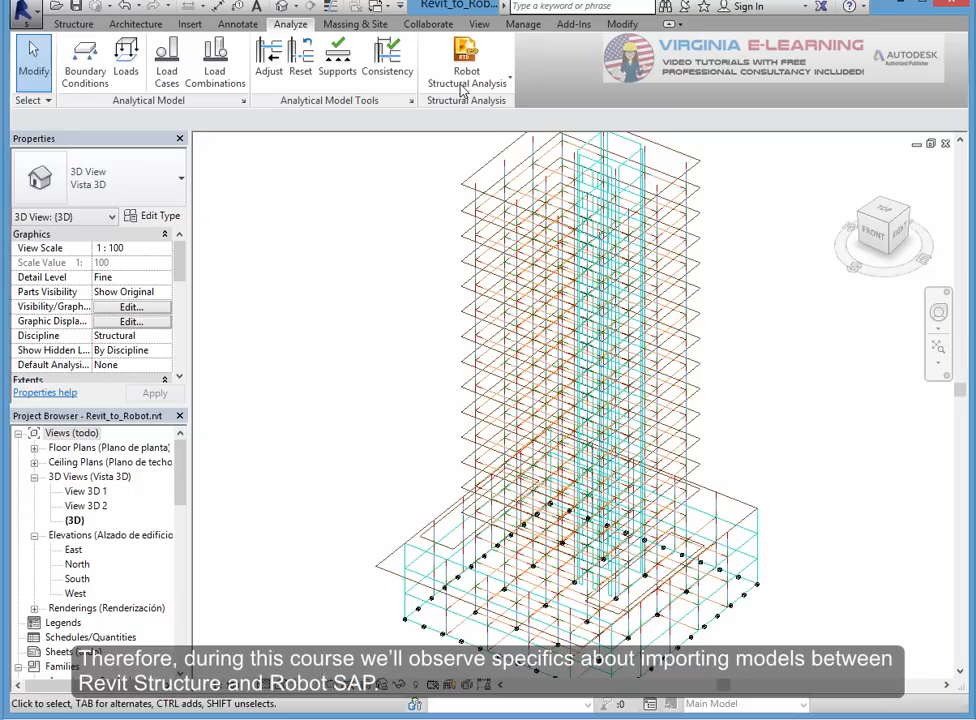 Revit_to_Rob...
Type a keyword or phrase
Sign In
S
Structure
Architecture
Insert
Annotate
Analyze
Massing & Site
Collaborate
View
Manage
Add-Ins
Modify
Modify
Boundary
Conditions
Loads
Load
Cases
Load
Combinations
Adjust
Reset
Supports
Consistency
Robot
Structural Analysis
Select
Analytical Model
Analytical Model Tools
Structural Analysis
VIRGINIA E-LEARNING
VIDEO TUTORIALS WITH FREE
PROFESSIONAL CONSULTANCY INCLUDED!
AUTODESK
Properties
3D View
Vista 3D
3D View: {3D}
Edit Type
Graphics
View Scale 1 : 100
Scale Value 1: 100
Detail Level Fine
Parts Visibility Show Original
Visibility/Graph... Edit...
Graphic Displa... Edit...
Discipline Structural
Show Hidden L... By Discipline
Default Analysi... None
Extents
Properties help
Apply
Project Browser - Revit_to_Robot.rvt
Views (todo)
Floor Plans (Plano de planta)
Ceiling Plans (Plano de techo
3D Views (Vista 3D)
View 3D 1
View 3D 2
{3D}
Elevations (Alzado de edificio
East
North
South
West
Renderings (Renderización)
Legends
Schedules/Quantities
Sheets
Families
TOP
FRONT
RIGHT
Therefore, during this course we'll observe specifics about importing models between
Revit Structure and Robot SAP
Click to select, TAB for alternates, CTRL adds, SHIFT unselects.
:0
Main Model